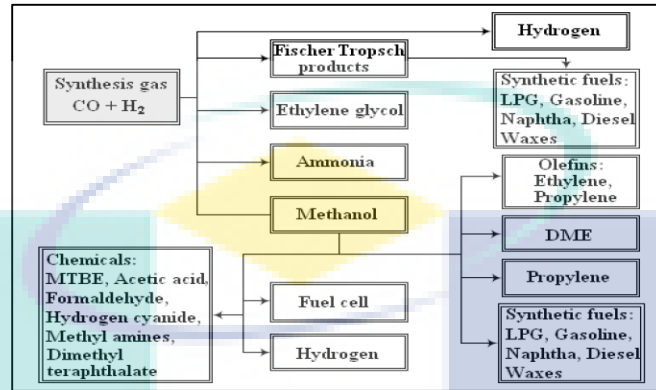 Hydrogen
Fischer Tropsch
products
Synthesis gas
CO + H₂
Synthetic fuels:
LPG, Gasoline,
Naphtha, Diesel
Waxes
Ethylene glycol
Ammonia
Olefins:
Ethylene,
Propylene
Methanol
DME
Chemicals:
MTBE, Acetic acid,
Formaldehyde,
Hydrogen cyanide,
Methyl amines,
Dimethyl
teraphthalate
Propylene
Fuel cell
Hydrogen
Synthetic fuels:
LPG, Gasoline,
Naphtha, Diesel
Waxes